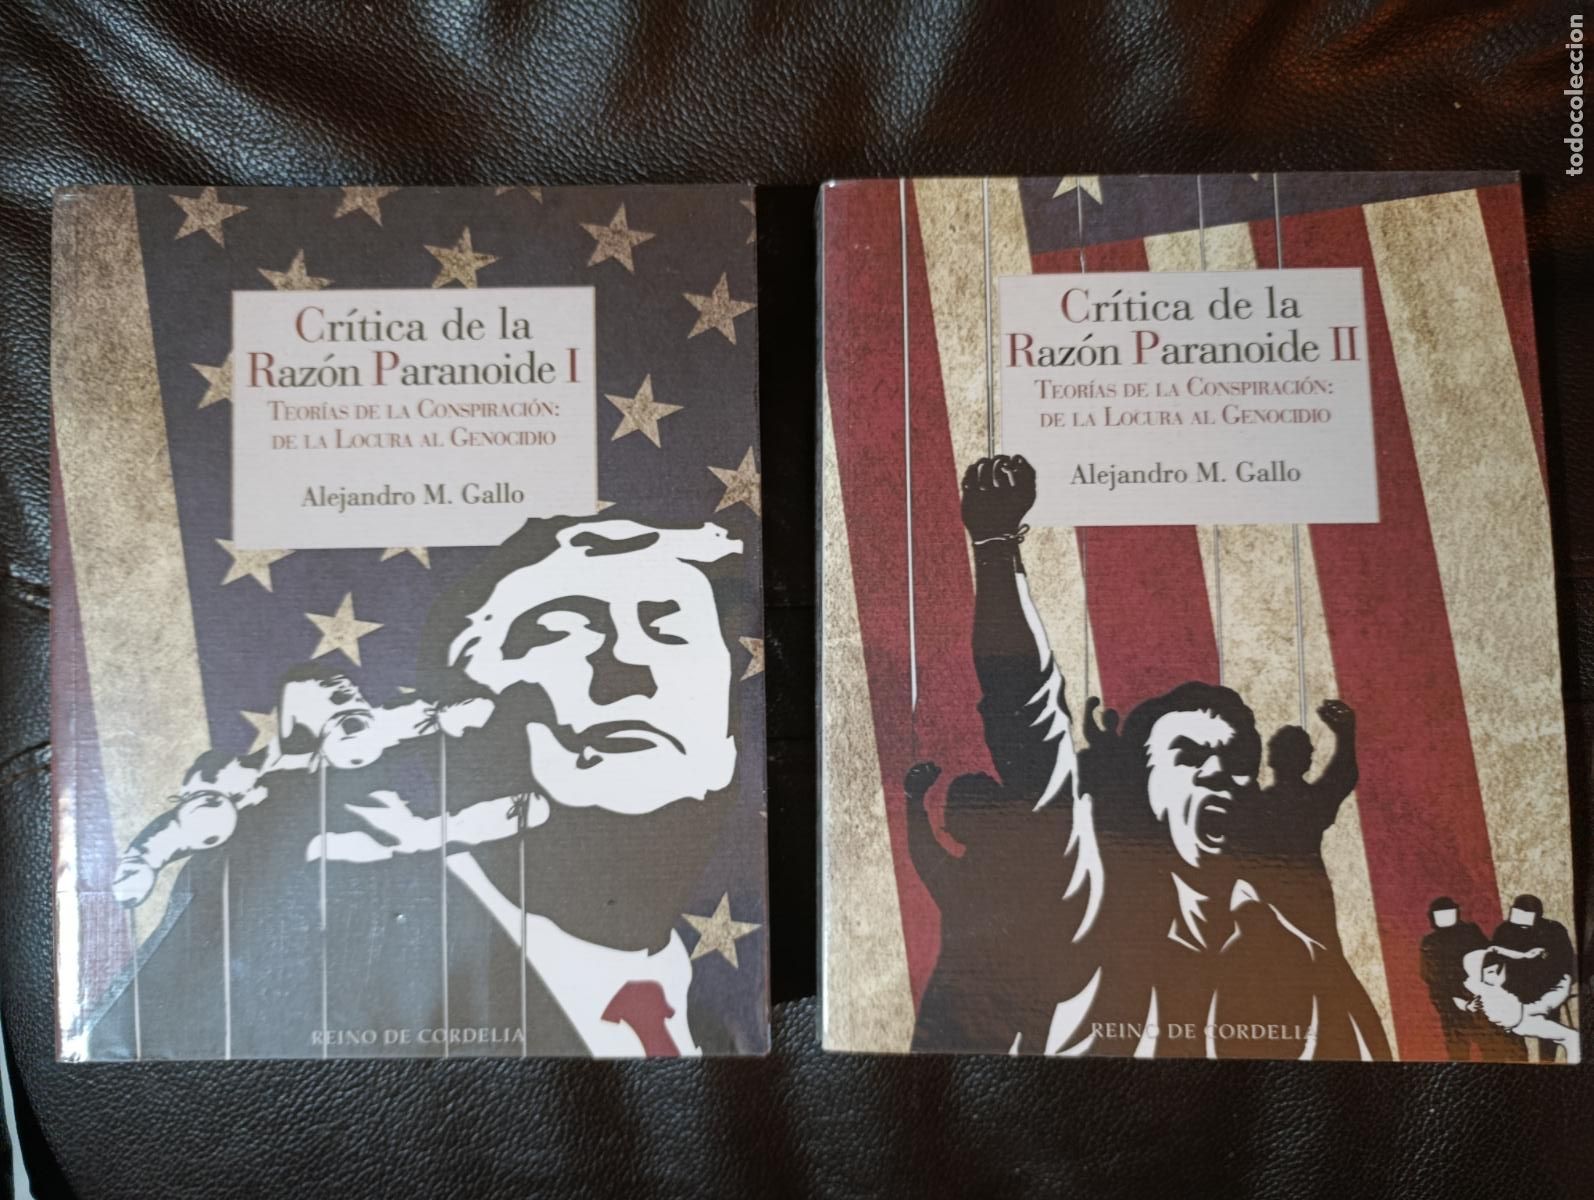 Crítica de la
Razón Paranoide I
Teorías de la Conspiración:
de la Locura al Genocidio
Alejandro M. Gallo
REINO DE CORDELIA
Crítica de la
Razón Paranoide II
Teorías de la Conspiración:
de la Locura al Genocidio
Alejandro M. Gallo
REINO DE CORDELIA
todocoleccion